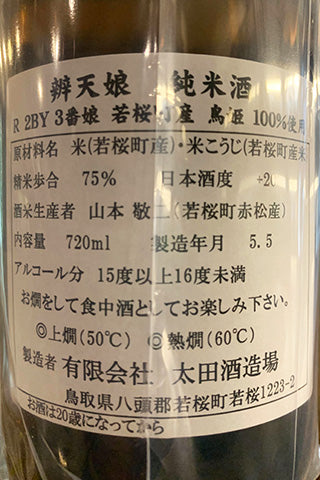 辨天娘 純米酒
R 2BY 3番娘 若桜町産 鳥姫 100%使用
原材料名 米(若桜町産)・米こうじ(若桜町産米
精米歩合 75% 日本酒度 +20
酒米生産者 山本 敬二(若桜町赤松産)
内容量 720ml 製造年月 5.5
アルコール分 15度以上16度未満
お燗をして食中酒としてお楽しみ下さい。
◎上燗(50℃) ◎熱燗(60℃)
製造者 有限会社 太田酒造場
鳥取県八頭郡若桜町若桜1223-2
お酒は20歳になってから